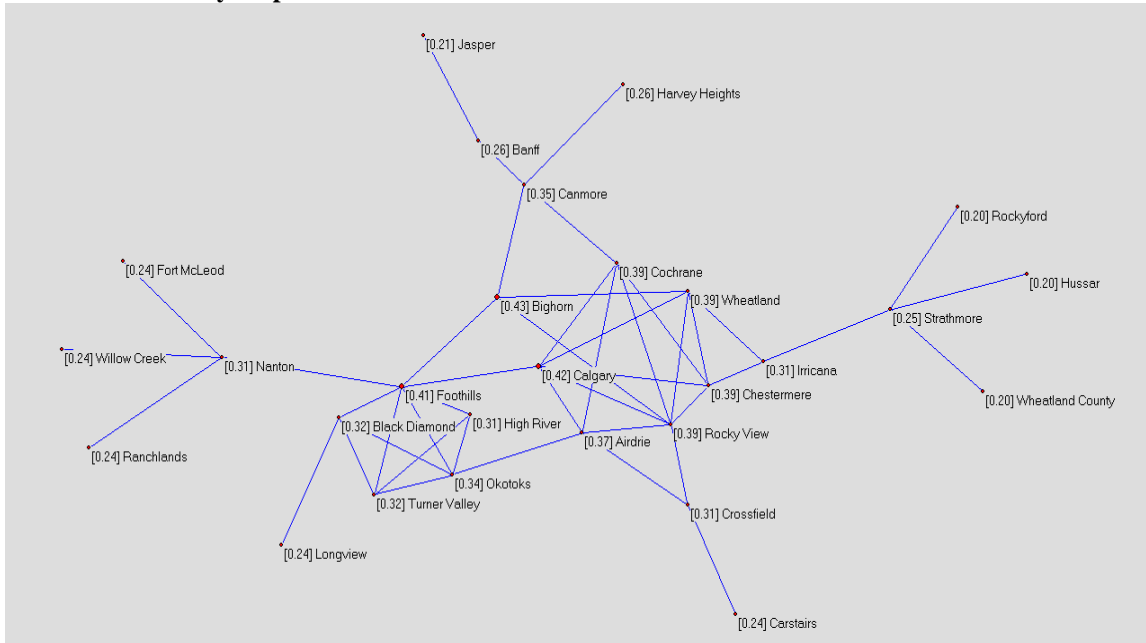 [0.21] Jasper
[0.26] Harvey Heights
[0.26] Banff
[0.35] Canmore
[0.20] Rockyford
[0.24] Fort McLeod
[0.39] Cochrane
[0.20] Hussar
[0.39] Wheatland
[0.43] Bighorn
[0.25] Strathmore
[0.24] Willow Creek
[0.31] Nanton
[0.31] Irricana
[0.42] Calgary
[0.41] Foothills
[0.39] Chestermere
[0.20] Wheatland County
[0.32] Black Diamond
[0.31] High River
[0.39] Rocky View
[0.37] Airdrie
[0.24] Ranchlands
[0.34] Okotoks
[0.32] Turner Valley
[0.31] Crossfield
[0.24] Longview
[0.24] Carstairs